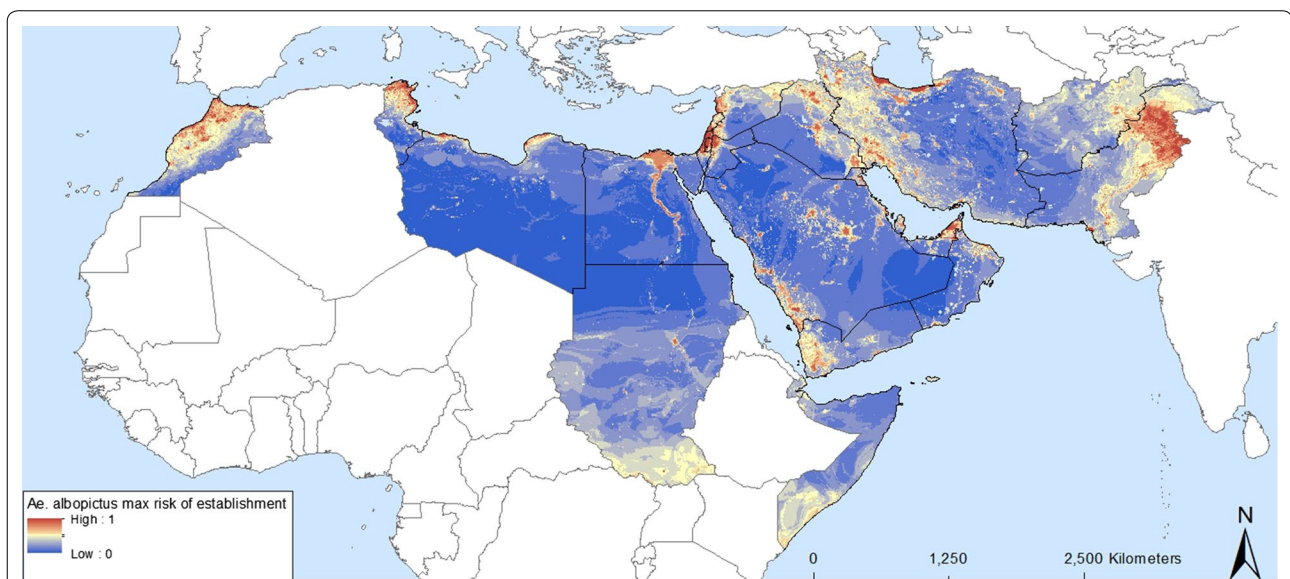 Ae. albopictus max risk of establishment
High : 1
Low : 0
N
0 1,250 2,500 Kilometers